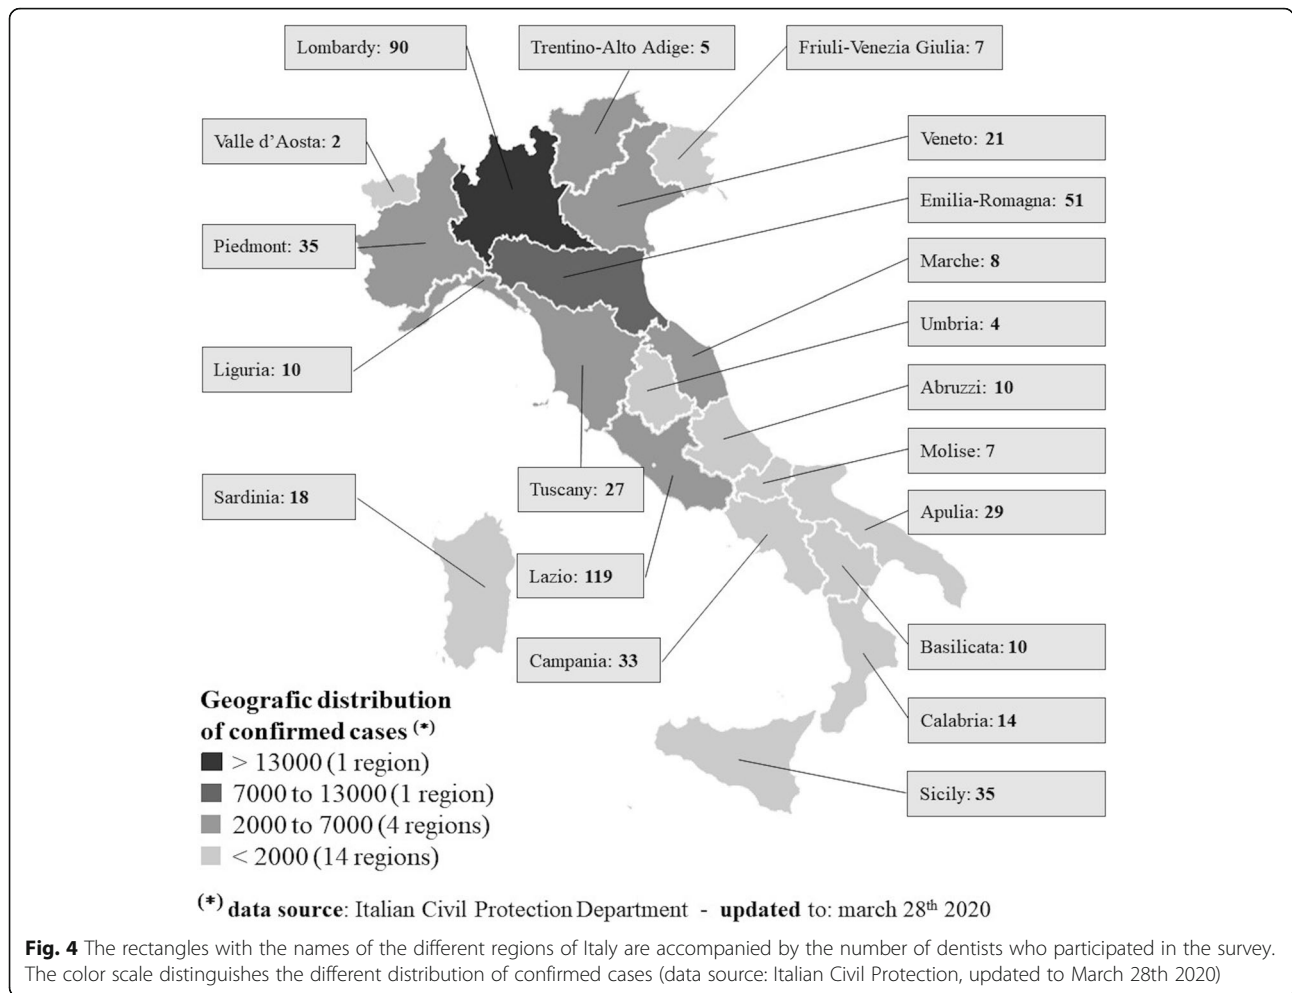 Lombardy: 90
Trentino-Alto Adige: 5
Friuli-Venezia Giulia: 7
Valle d’Aosta: 2
Veneto: 21
Emilia-Romagna: 51
Piedmont: 35
Marche: 8
Umbria: 4
Liguria: 10
Abruzzi: 10
Molise: 7
Sardinia: 18
Tuscany: 27
Apulia: 29
Lazio: 119
Campania: 33
Basilicata: 10
Calabria: 14
Sicily: 35
Geografic distribution
of confirmed cases (*)
> 13000 (1 region)
7000 to 13000 (1 region)
2000 to 7000 (4 regions)
< 2000 (14 regions)
(*) data source: Italian Civil Protection Department - updated to: march 28th 2020
Fig. 4 The rectangles with the names of the different regions of Italy are accompanied by the number of dentists who participated in the survey.
The color scale distinguishes the different distribution of confirmed cases (data source: Italian Civil Protection, updated to March 28th 2020)